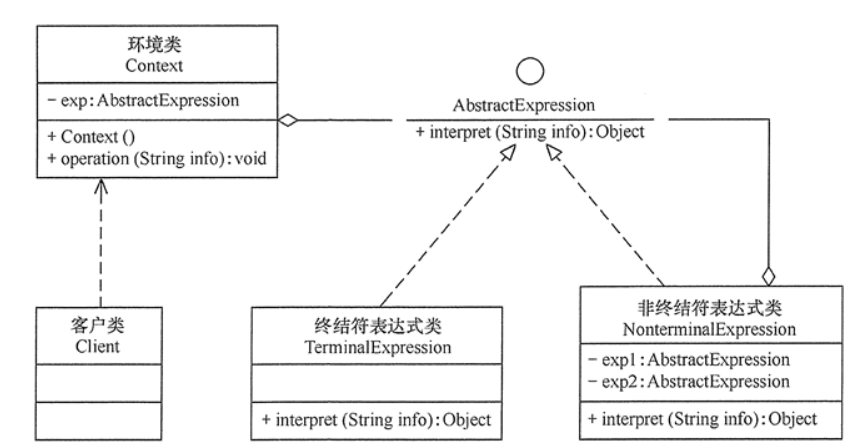 环境类
Context
− exp:AbstractExpression
+ Context ()
+ operation (String info):void
AbstractExpression
+ interpret (String info):Object
客户类
Client
终结符表达式类
TerminalExpression
+ interpret (String info):Object
非终结符表达式类
NonterminalExpression
− exp1:AbstractExpression
− exp2:AbstractExpression
+ interpret (String info):Object